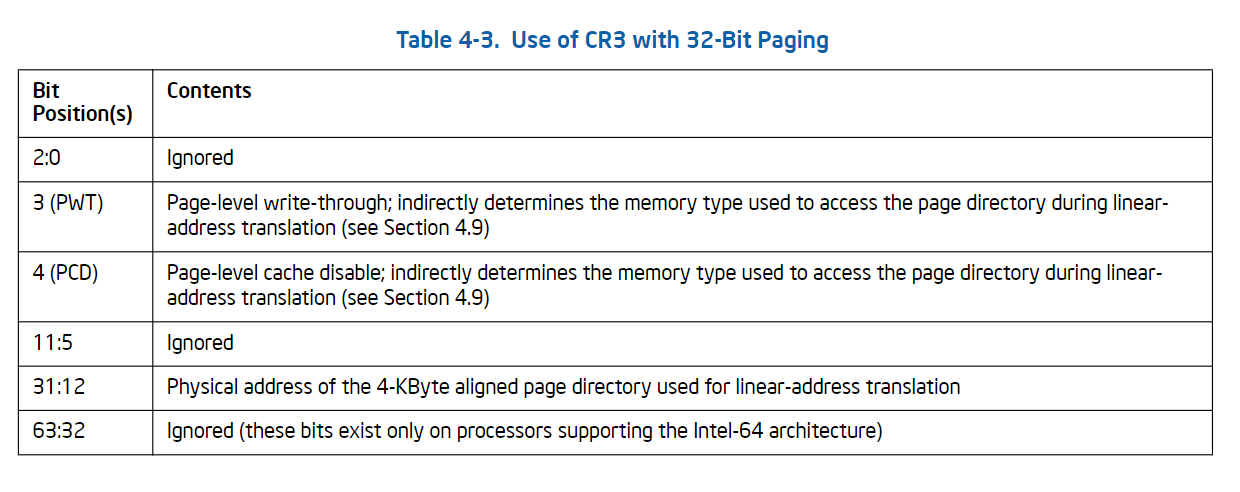 Table 4-3. Use of CR3 with 32-Bit Paging
Bit
Position(s)
Contents
2:0
Ignored
3 (PWT)
Page-level write-through; indirectly determines the memory type used to access the page directory during linear-
address translation (see Section 4.9)
4 (PCD)
Page-level cache disable; indirectly determines the memory type used to access the page directory during linear-
address translation (see Section 4.9)
11:5
Ignored
31:12
Physical address of the 4-KByte aligned page directory used for linear-address translation
63:32
Ignored (these bits exist only on processors supporting the Intel-64 architecture)